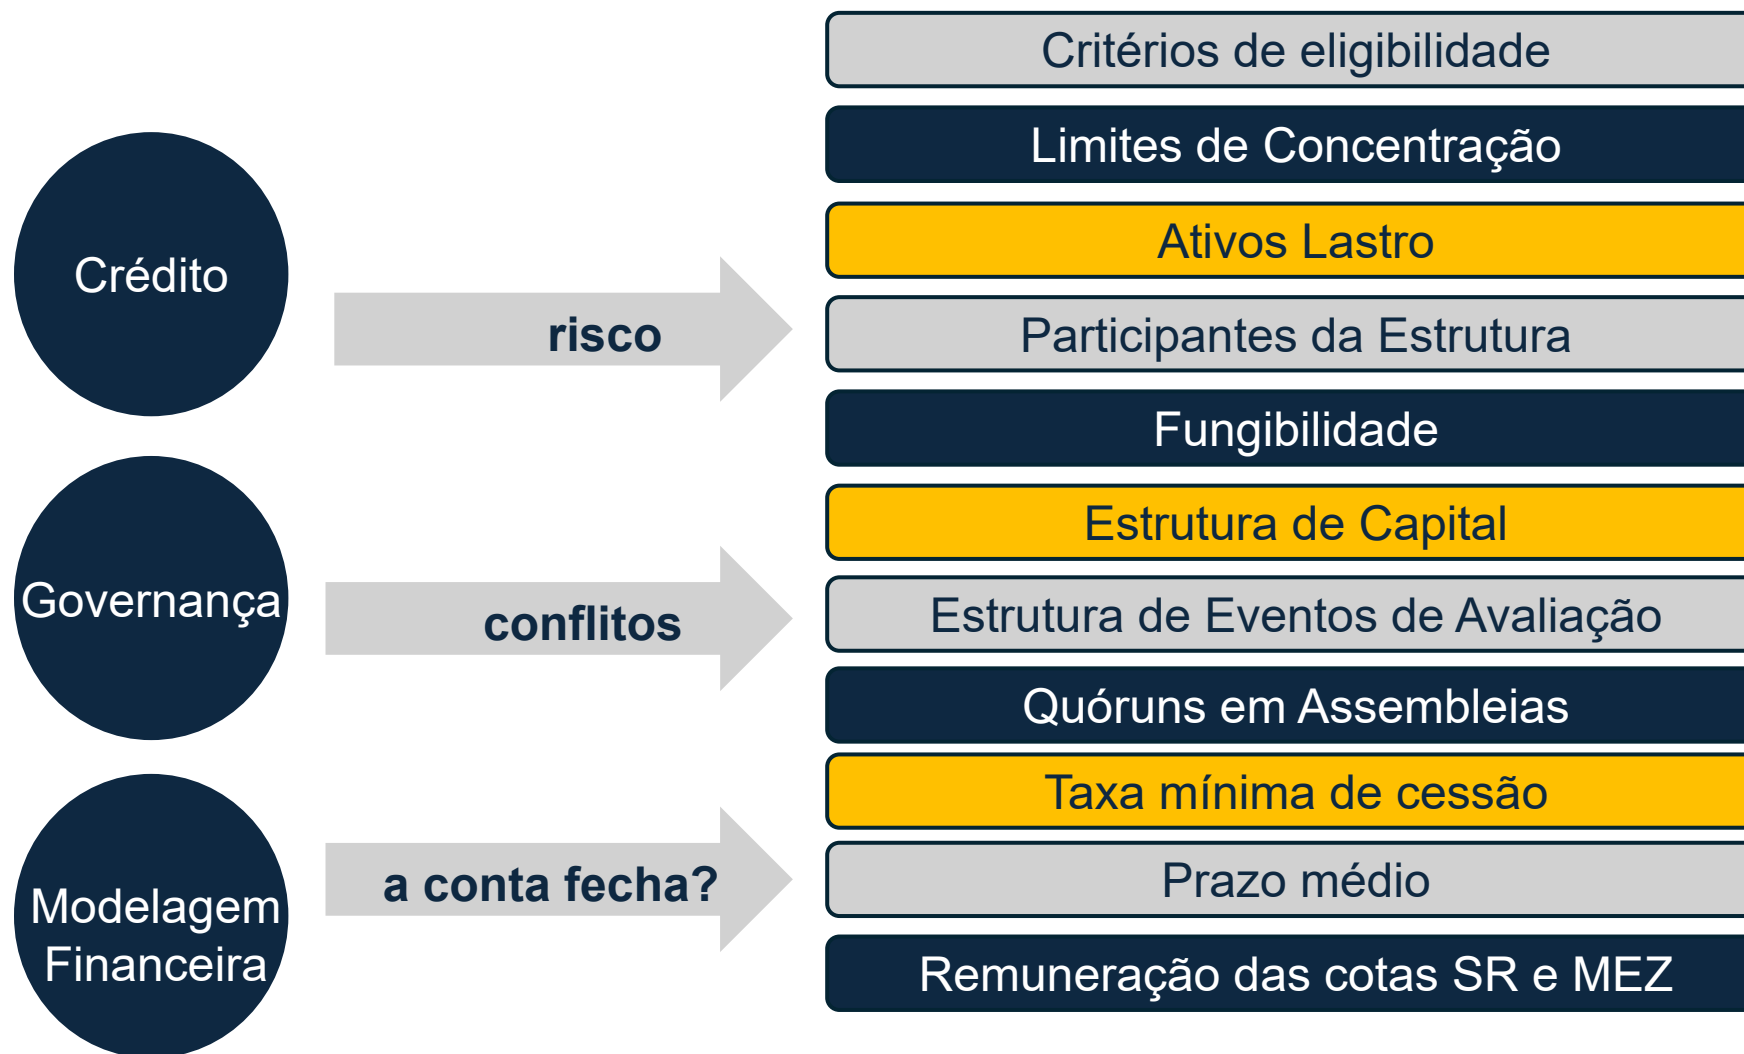 Crédito
risco
Governança
conflitos
Modelagem
Financeira
a conta fecha?
Critérios de eligibilidade
Limites de Concentração
Ativos Lastro
Participantes da Estrutura
Fungibilidade
Estrutura de Capital
Estrutura de Eventos de Avaliação
Quóruns em Assembleias
Taxa mínima de cessão
Prazo médio
Remuneração das cotas SR e MEZ